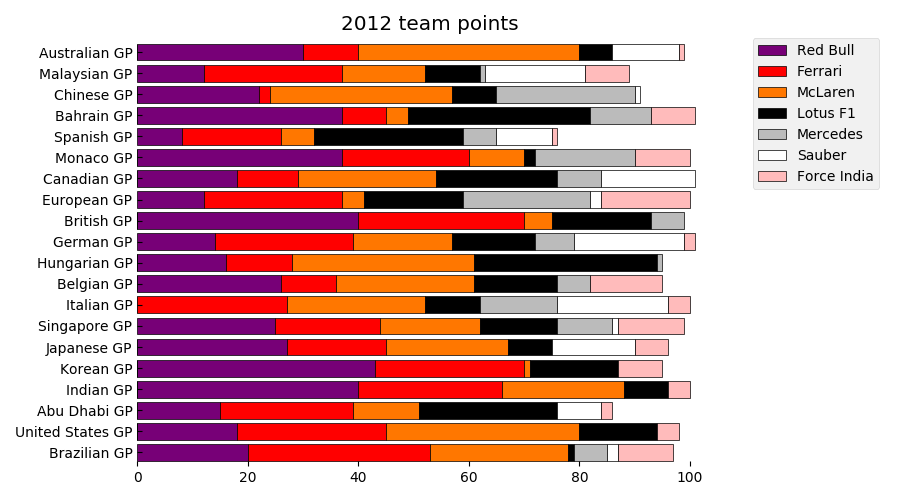 2012 team points
Australian GP
Malaysian GP
Chinese GP
Bahrain GP
Spanish GP
Monaco GP
Canadian GP
European GP
British GP
German GP
Hungarian GP
Belgian GP
Italian GP
Singapore GP
Japanese GP
Korean GP
Indian GP
Abu Dhabi GP
United States GP
Brazilian GP
0 20 40 60 80 100
Red Bull
Ferrari
McLaren
Lotus F1
Mercedes
Sauber
Force India